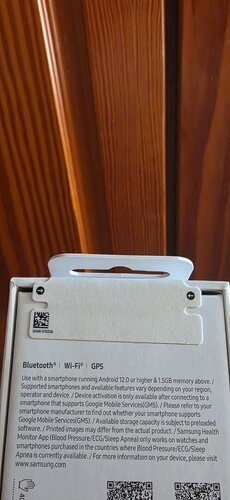 GH68-59102A
Bluetooth® | Wi-Fi® | GPS
Use with a smartphone running Android 12.0 or higher & 1.5GB memory above. /
Supported smartphones and available features may vary depending on your region,
operator and device. / Device activation is only available after connecting to a
smartphone that supports Google Mobile Services(GMS). / Please refer to your
smartphone manufacturer to find out whether your smartphone supports
Google Mobile Services(GMS). / Available storage capacity is subject to preloaded
software. / Printed images may differ from the actual product. / Samsung Health
Monitor App (Blood Pressure/ECG/Sleep Apnea) only works on watches and
smartphones purchased in the countries where Blood Pressure/ECG/Sleep
Apnea is currently available. / For more information on your device, please visit
www.samsung.com